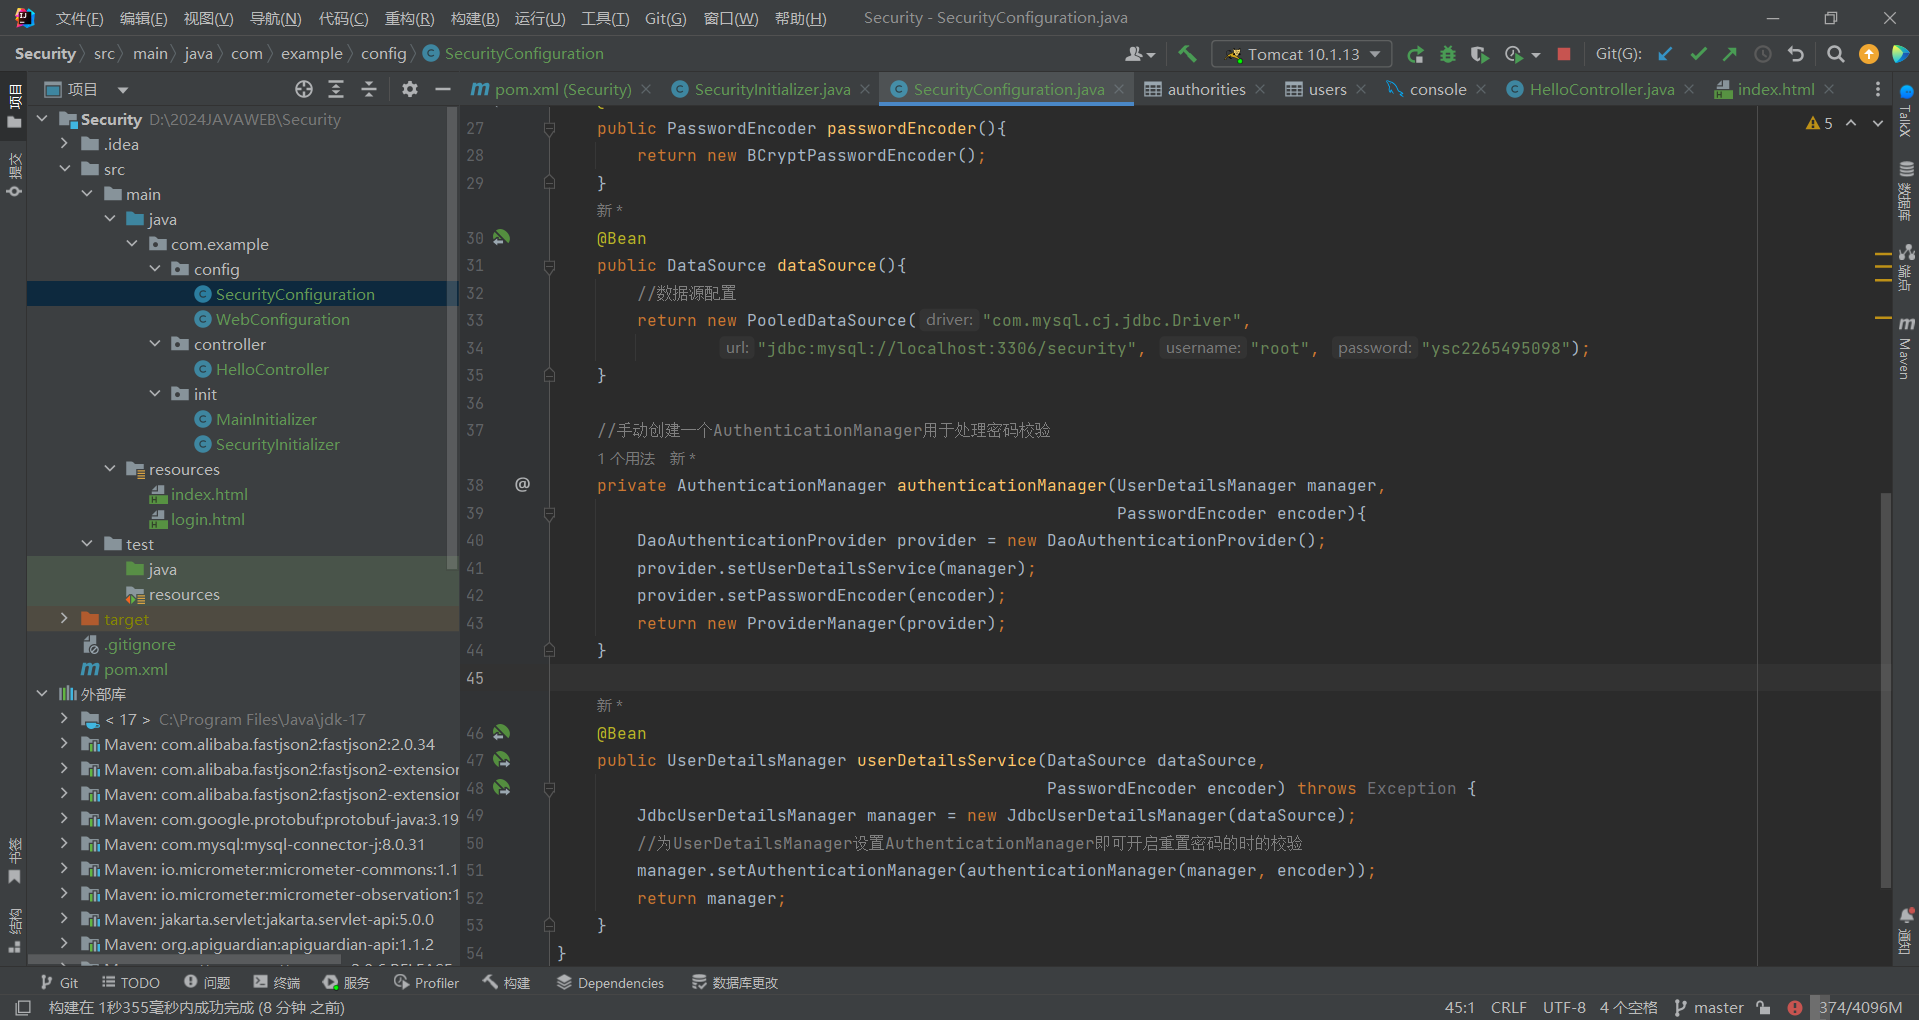 文件(F) 编辑(E) 视图(V) 导航(N) 代码(C) 重构(R) 构建(B) 运行(U) 工具(T) Git(G) 窗口(W) 帮助(H) Security - SecurityConfiguration.java
Security src main java com example config SecurityConfiguration Tomcat 10.1.13 Git(G):
项目
pom.xml (Security) SecurityInitializer.java SecurityConfiguration.java authorities users console HelloController.java index.html
项目
提交
书签
结构
Security D:\2024JAVAWEB\Security
.idea
src
main
java
com.example
config
SecurityConfiguration
WebConfiguration
controller
HelloController
init
MainInitializer
SecurityInitializer
resources
index.html
login.html
test
java
resources
target
.gitignore
pom.xml
外部库
< 17 > C:\Program Files\Java\jdk-17
Maven: com.alibaba.fastjson2:fastjson2:2.0.34
Maven: com.alibaba.fastjson2:fastjson2-extension
Maven: com.alibaba.fastjson2:fastjson2-extension
Maven: com.google.protobuf:protobuf-java:3.19
Maven: com.mysql:mysql-connector-j:8.0.31
Maven: io.micrometer:micrometer-commons:1.1
Maven: io.micrometer:micrometer-observation:1
Maven: jakarta.servlet:jakarta.servlet-api:5.0.0
Maven: org.apiguardian:apiguardian-api:1.1.2
5
27 public PasswordEncoder passwordEncoder(){
28 return new BCryptPasswordEncoder();
29 }
新 *
30 @Bean
31 public DataSource dataSource(){
32 //数据源配置
33 return new PooledDataSource( driver: "com.mysql.cj.jdbc.Driver",
34 url: "jdbc:mysql://localhost:3306/security", username: "root", password: "ysc2265495098");
35 }
36
37 //手动创建一个AuthenticationManager用于处理密码校验
1 个用法 新 *
38 @ private AuthenticationManager authenticationManager(UserDetailsManager manager,
39 PasswordEncoder encoder){
40 DaoAuthenticationProvider provider = new DaoAuthenticationProvider();
41 provider.setUserDetailsService(manager);
42 provider.setPasswordEncoder(encoder);
43 return new ProviderManager(provider);
44 }
45
新 *
46 @Bean
47 public UserDetailsManager userDetailsService(DataSource dataSource,
48 PasswordEncoder encoder) throws Exception {
49 JdbcUserDetailsManager manager = new JdbcUserDetailsManager(dataSource);
50 //为UserDetailsManager设置AuthenticationManager即可开启重置密码的时的校验
51 manager.setAuthenticationManager(authenticationManager(manager, encoder));
52 return manager;
53 }
54 }
TalkX
数据库
端点
Maven
通知
Git TODO 问题 终端 服务 Profiler 构建 Dependencies 数据库更改
构建在 1秒355毫秒内成功完成 (8 分钟 之前) 45:1 CRLF UTF-8 4 个空格 master 374/4096M